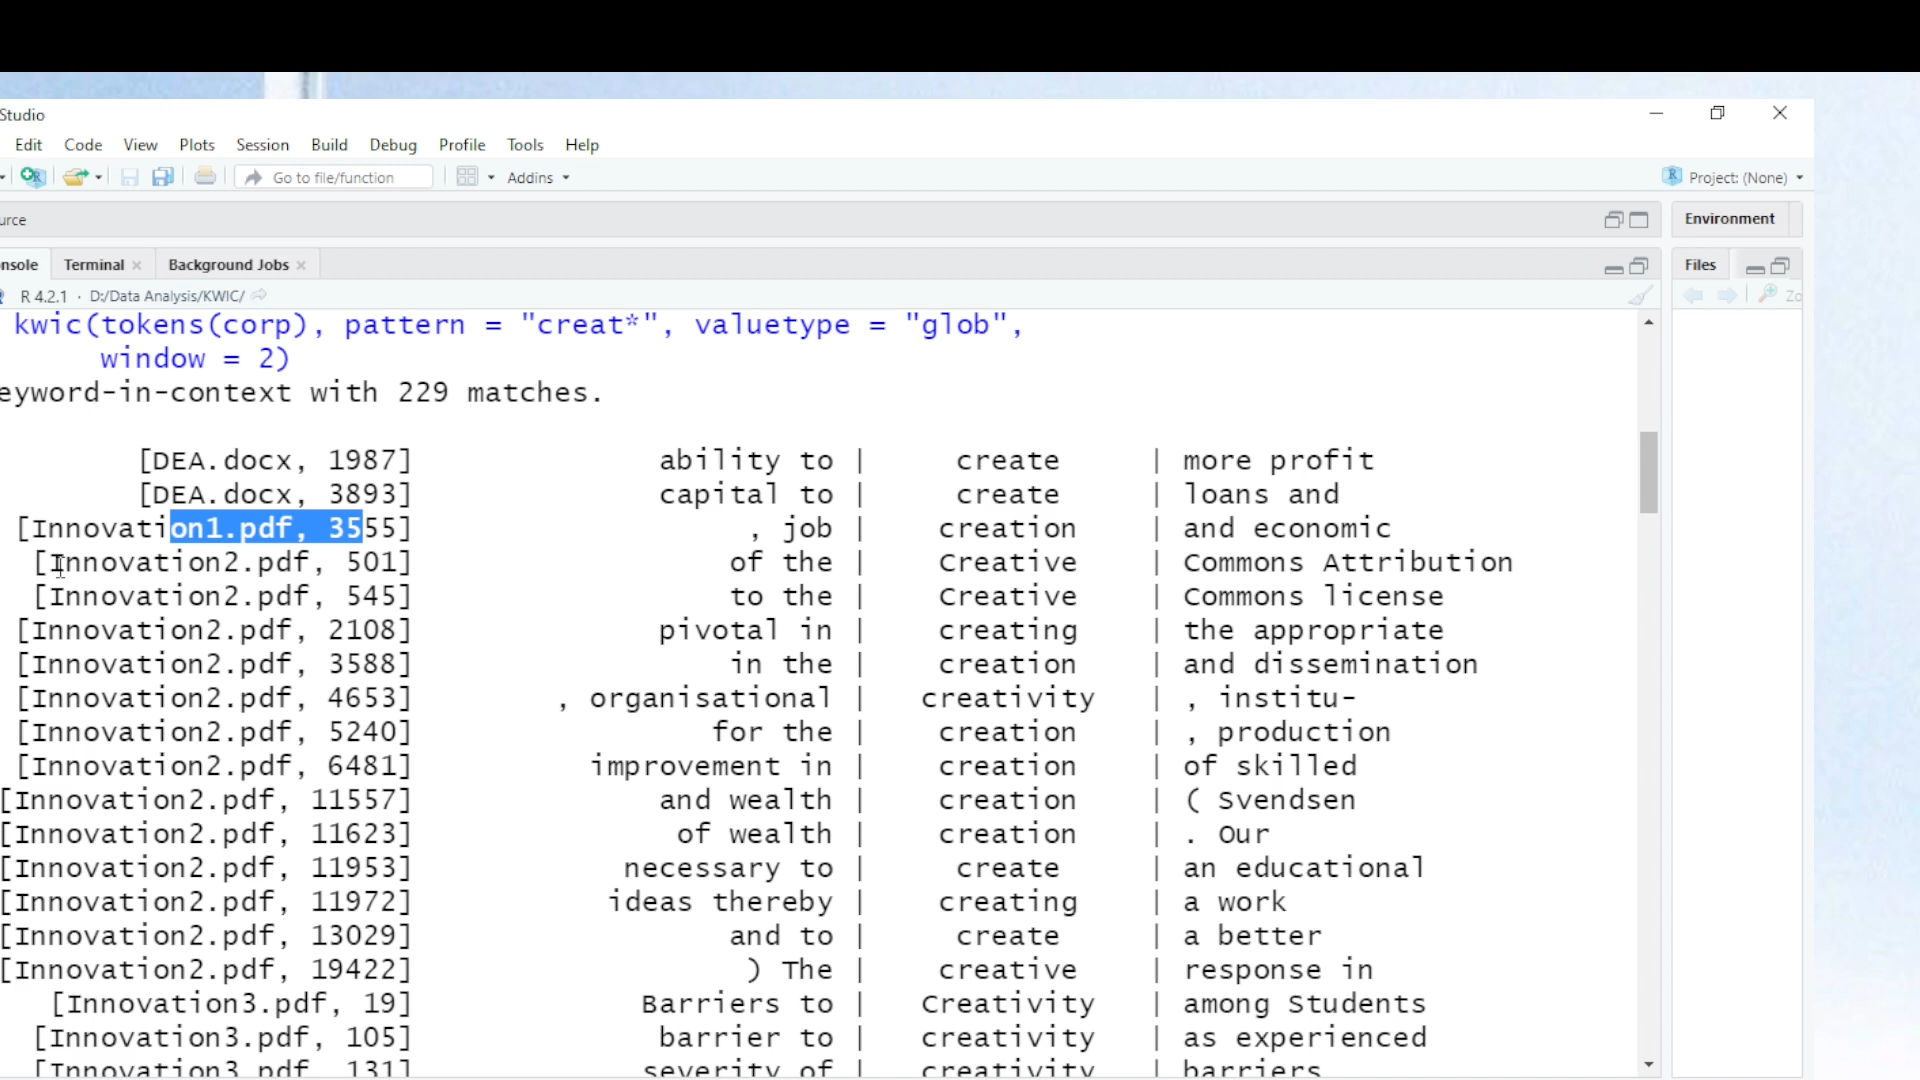 Studio
Edit Code View Plots Session Build Debug Profile Tools Help
Go to file/function Addins Project: (None)
urce Environment
nsole Terminal Background Jobs Files
R 4.2.1 · D:/Data Analysis/KWIC/ Zo
kwic(tokens(corp), pattern = "creat*", valuetype = "glob",
window = 2)
eyword-in-context with 229 matches.
[DEA.docx, 1987] ability to | create | more profit
[DEA.docx, 3893] capital to | create | loans and
[Innovation1.pdf, 3555] , job | creation | and economic
[Innovation2.pdf, 501] of the | Creative | Commons Attribution
[Innovation2.pdf, 545] to the | Creative | Commons license
[Innovation2.pdf, 2108] pivotal in | creating | the appropriate
[Innovation2.pdf, 3588] in the | creation | and dissemination
[Innovation2.pdf, 4653] , organisational | creativity | , institu-
[Innovation2.pdf, 5240] for the | creation | , production
[Innovation2.pdf, 6481] improvement in | creation | of skilled
[Innovation2.pdf, 11557] and wealth | creation | ( Svendsen
[Innovation2.pdf, 11623] of wealth | creation | . Our
[Innovation2.pdf, 11953] necessary to | create | an educational
[Innovation2.pdf, 11972] ideas thereby | creating | a work
[Innovation2.pdf, 13029] and to | create | a better
[Innovation2.pdf, 19422] ) The | creative | response in
[Innovation3.pdf, 19] Barriers to | Creativity | among Students
[Innovation3.pdf, 105] barrier to | creativity | as experienced
[Innovation3.pdf, 131] severity of | creativity | barriers